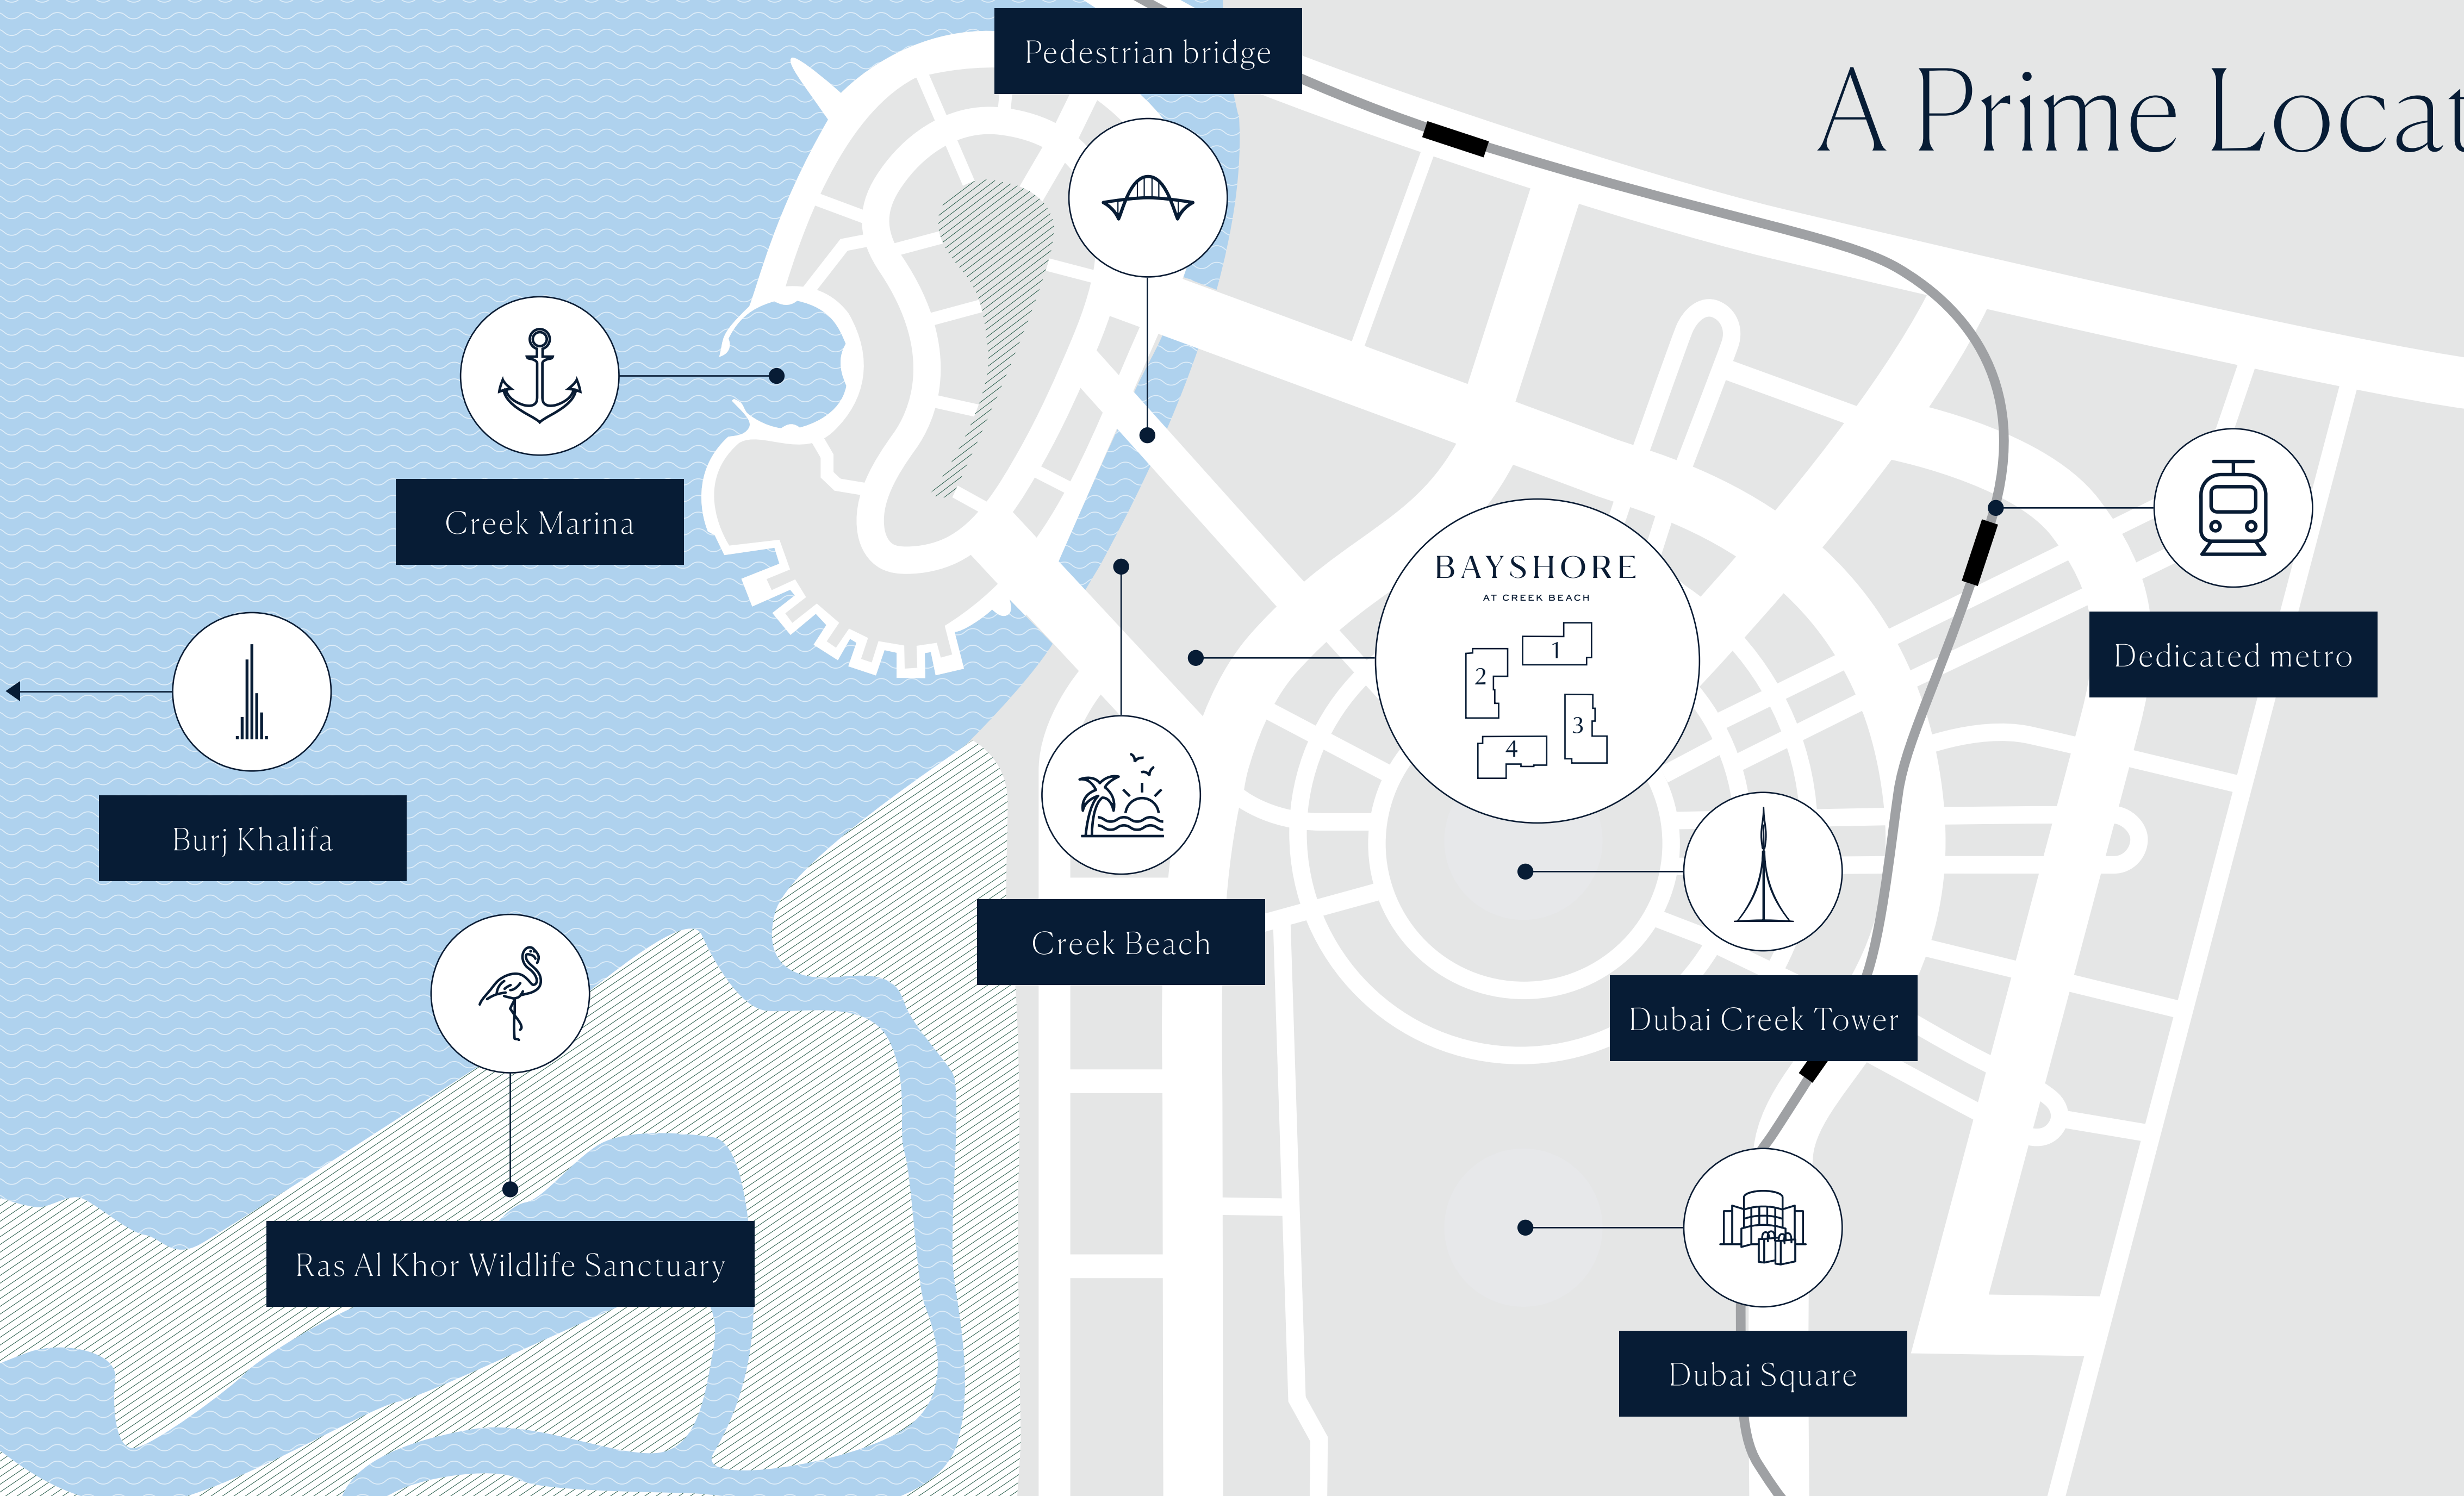 Pedestrian bridge
A Prime Locat
Creek Marina
BAYSHORE
AT CREEK BEACH
1
2
3
4
Dedicated metro
Burj Khalifa
Creek Beach
Dubai Creek Tower
Ras Al Khor Wildlife Sanctuary
Dubai Square